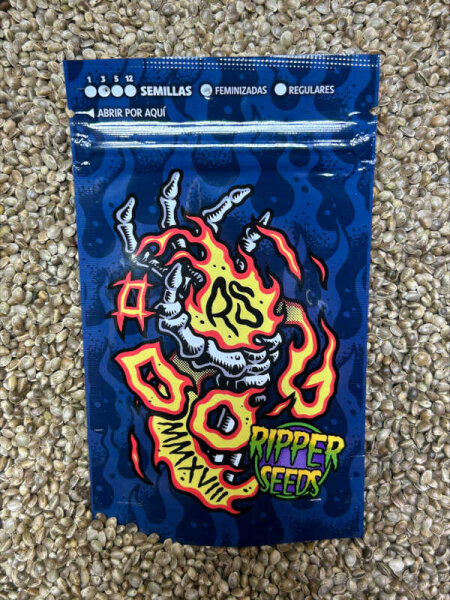 1 3 5 12
SEMILLAS FEMINIZADAS REGULARES
ABRIR POR AQUÍ
RS
MMXVIII
RIPPER
SEEDS